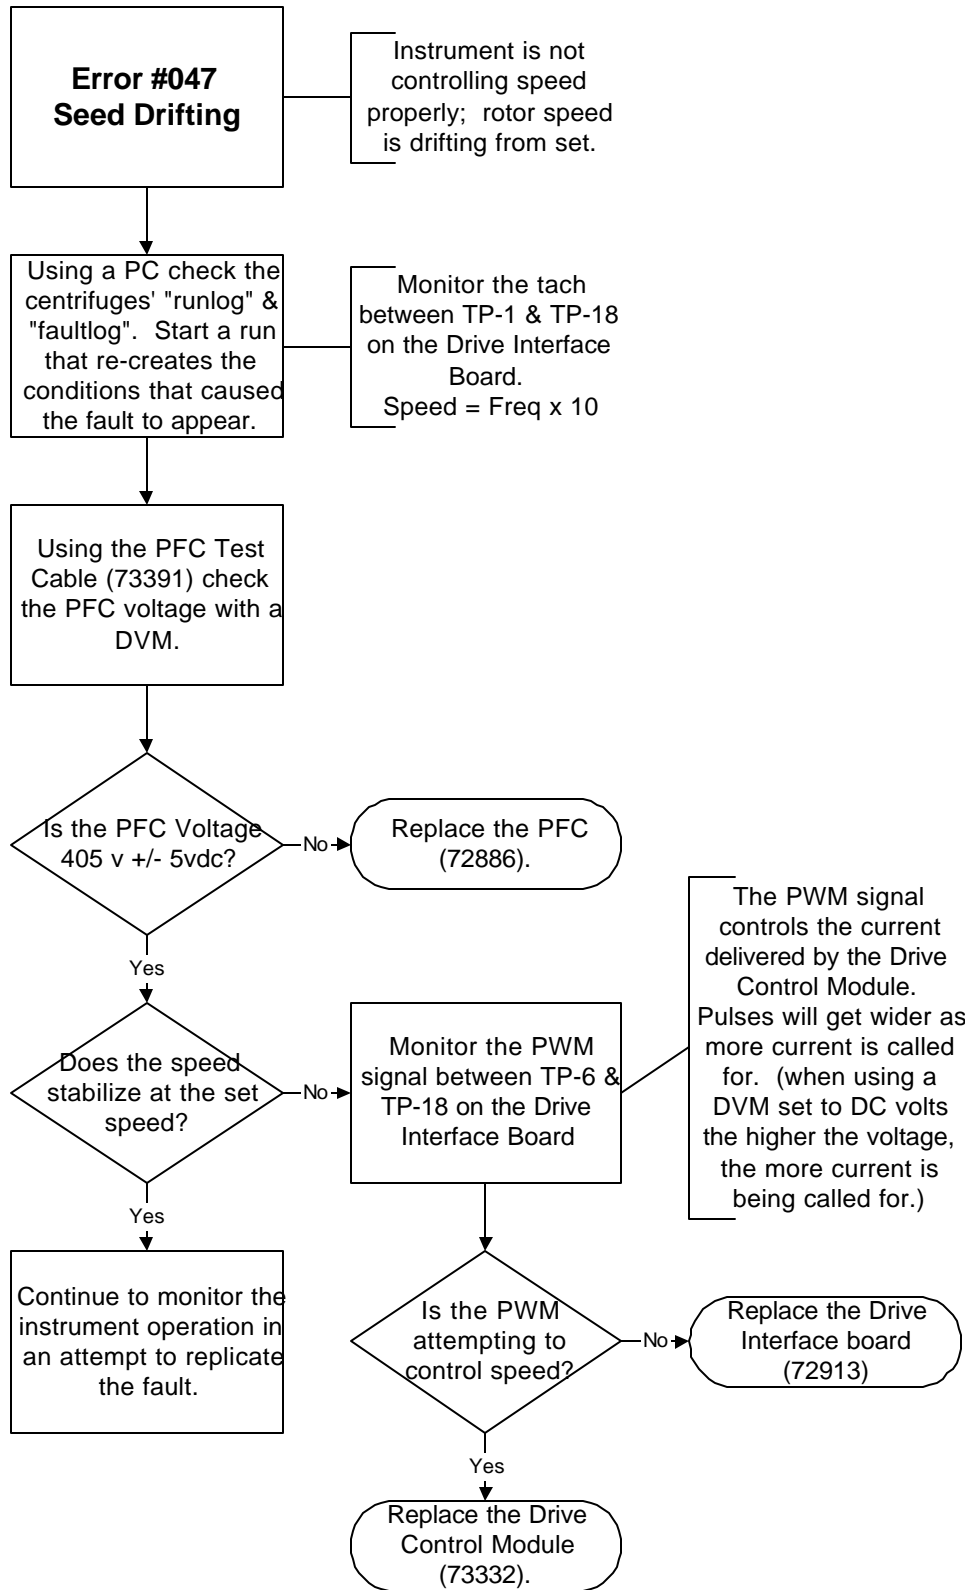 Error #047
Seed Drifting
Instrument is not
controlling speed
properly; rotor speed
is drifting from set.
Using a PC check the
centrifuges' "runlog" &
"faultlog". Start a run
that re-creates the
conditions that caused
the fault to appear.
Monitor the tach
between TP-1 & TP-18
on the Drive Interface
Board.
Speed = Freq x 10
Using the PFC Test
Cable (73391) check
the PFC voltage with a
DVM.
Is the PFC Voltage
405 v +/- 5vdc?
No
Replace the PFC
(72886).
Yes
Does the speed
stabilize at the set
speed?
No
Monitor the PWM
signal between TP-6 &
TP-18 on the Drive
Interface Board
The PWM signal
controls the current
delivered by the Drive
Control Module.
Pulses will get wider as
more current is called
for. (when using a
DVM set to DC volts
the higher the voltage,
the more current is
being called for.)
Yes
Continue to monitor the
instrument operation in
an attempt to replicate
the fault.
Is the PWM
attempting to
control speed?
No
Replace the Drive
Interface board
(72913)
Yes
Replace the Drive
Control Module
(73332).